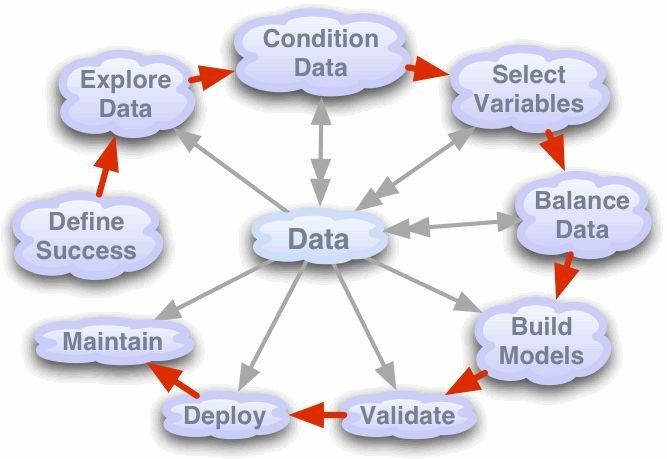 Condition
Data
Explore
Data
Select
Variables
Define
Success
Data
Balance
Data
Maintain
Build
Models
Deploy
Validate